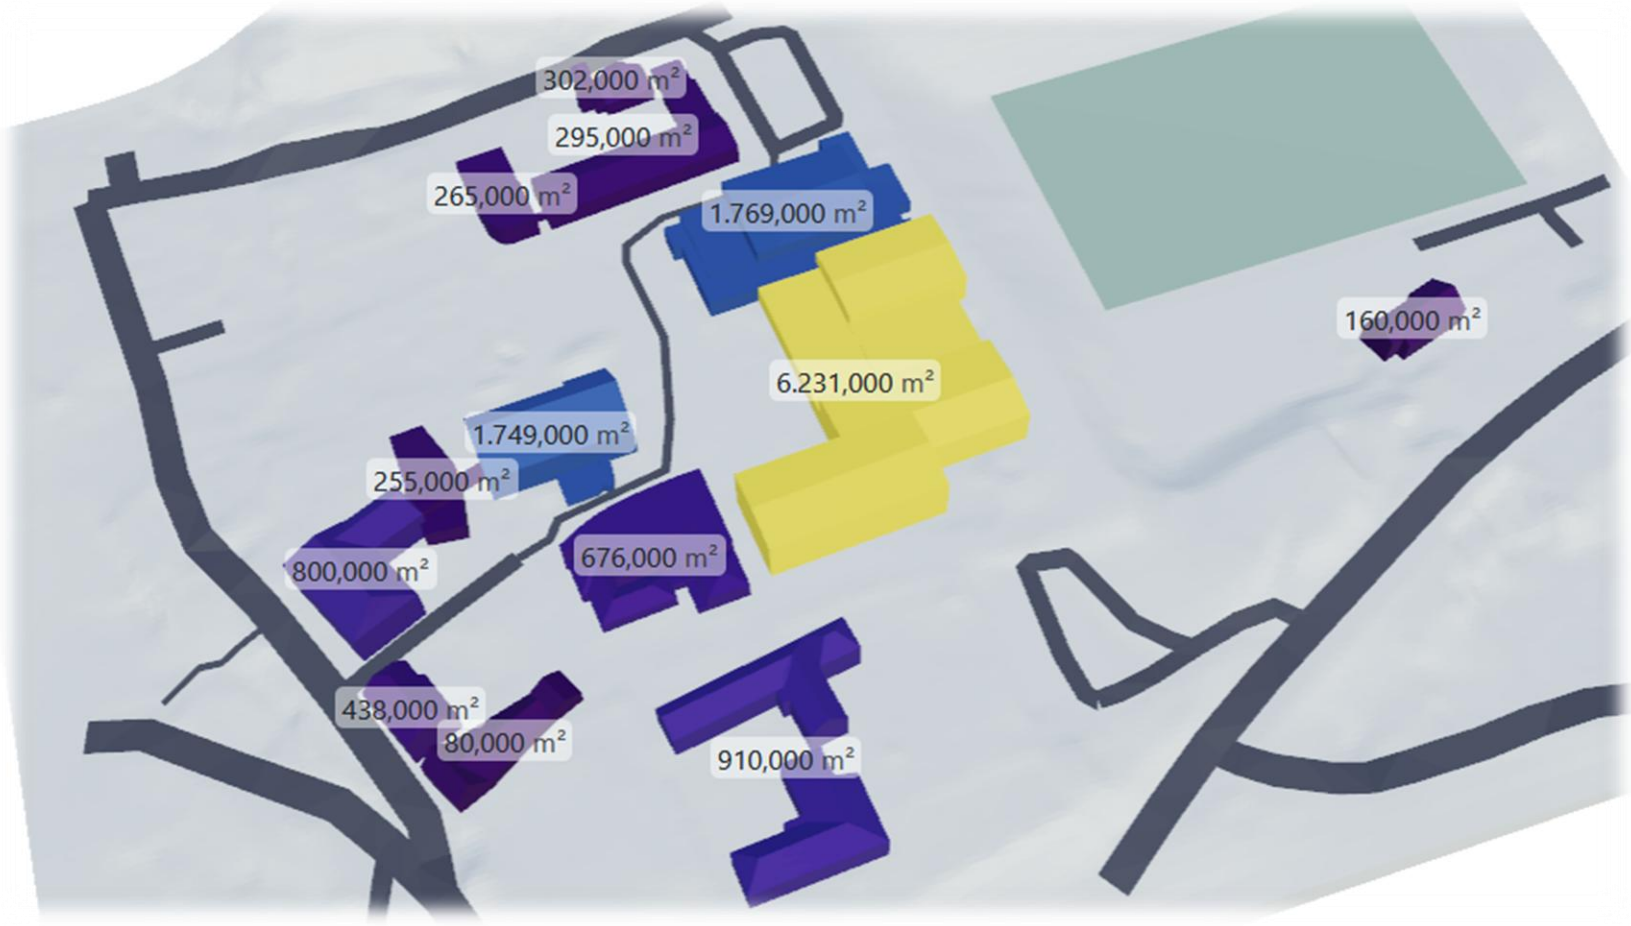 302,000 m²
295,000 m²
265,000 m²
1.769,000 m²
160,000 m²
6.231,000 m²
1.749,000 m²
255,000 m²
676,000 m²
800,000 m²
438,000 m²
80,000 m²
910,000 m²